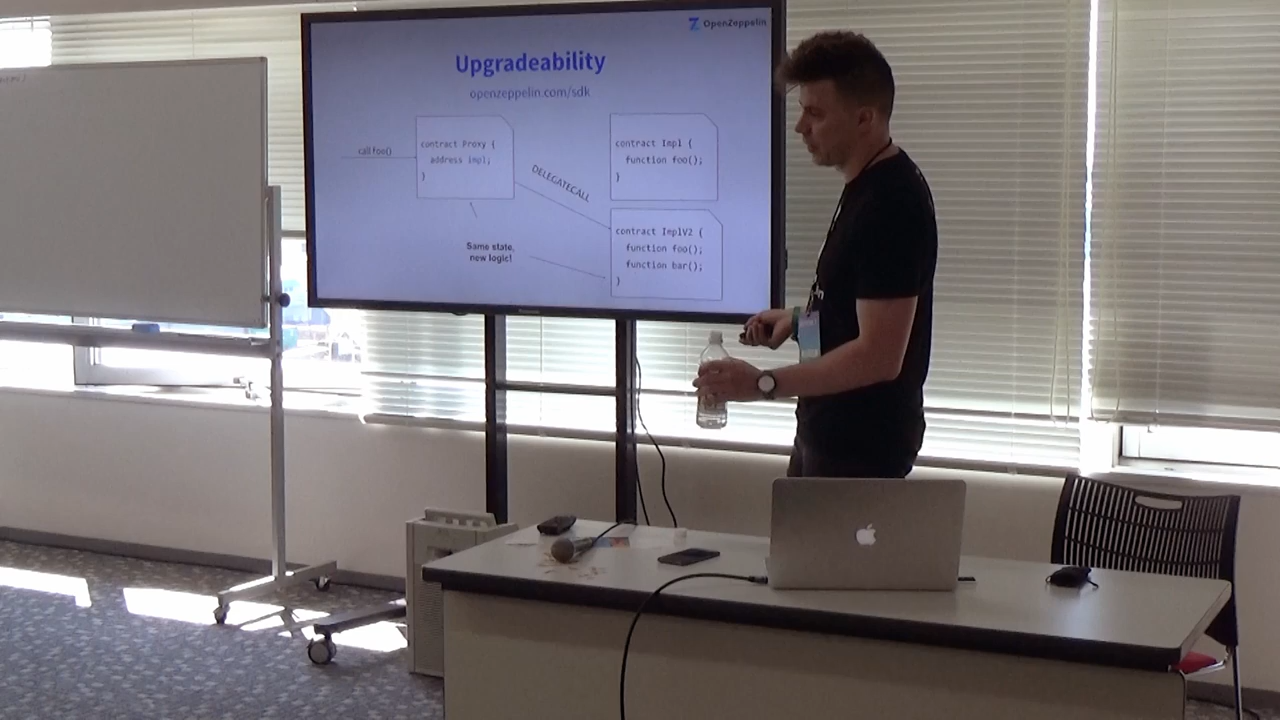 OpenZeppelin
Upgradeability
openzeppelin.com/sdk
call foo()
contract Proxy {
address impl;
}
DELEGATECALL
contract Impl {
function foo();
}
Same state,
new logic!
contract ImplV2 {
function foo();
function bar();
}